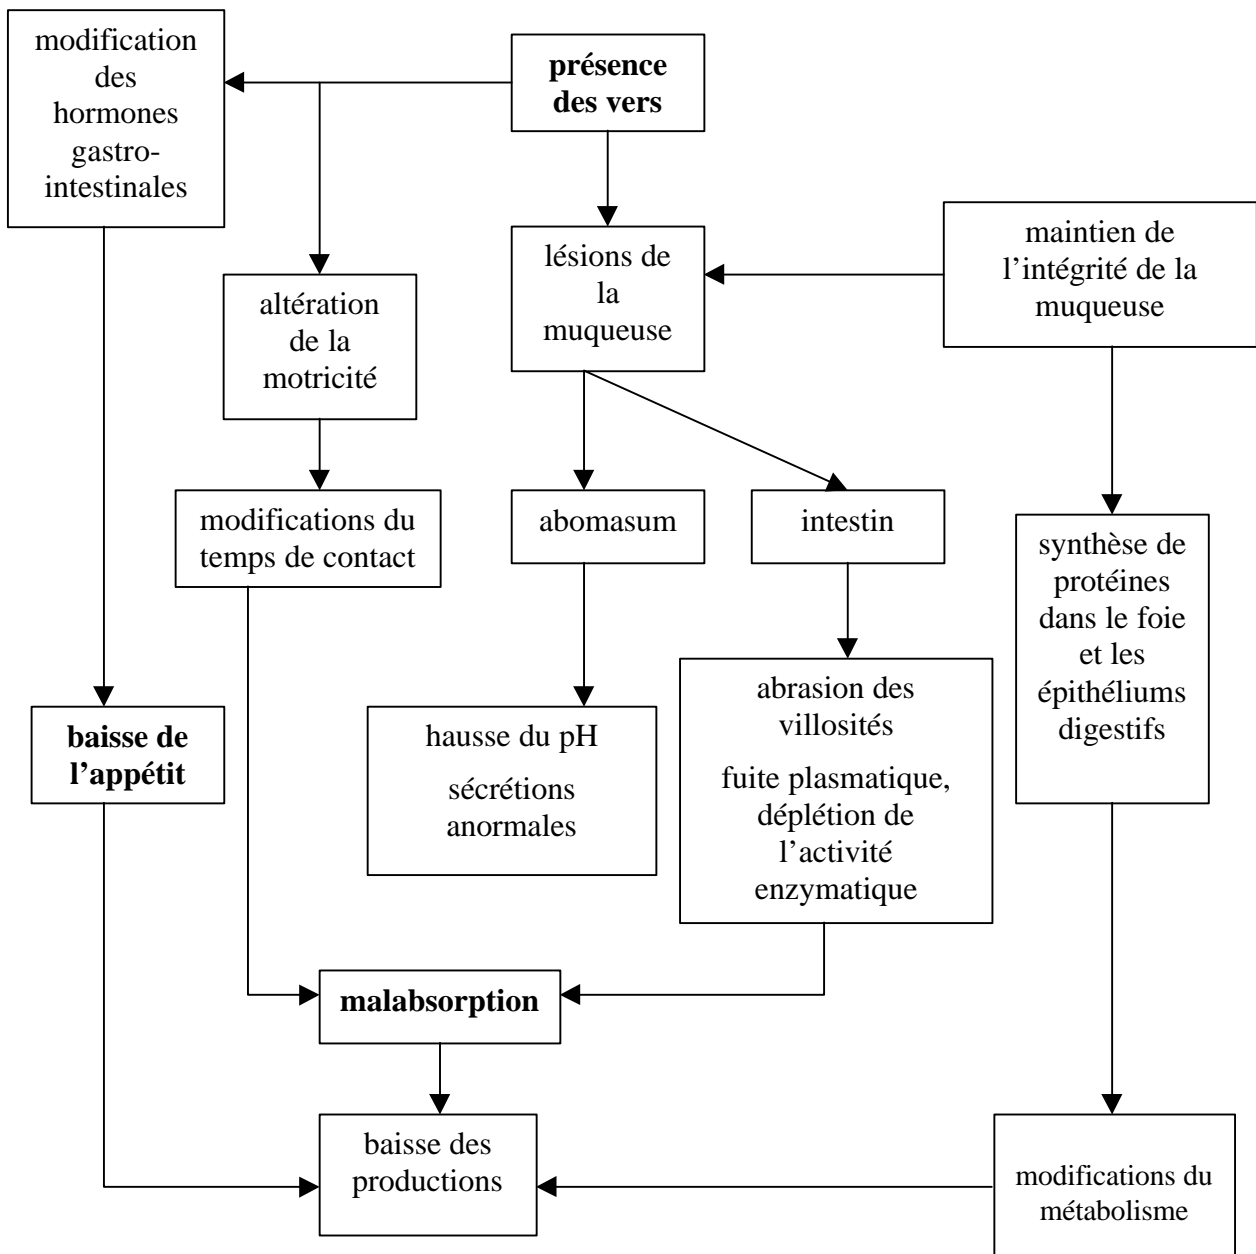 modification
des
hormones
gastro-
intestinales
présence
des vers
maintien de
l’intégrité de la
muqueuse
lésions de
la
muqueuse
altération
de la
motricité
modifications du
temps de contact
abomasum
intestin
synthèse de
protéines
dans le foie
et les
épithéliums
digestifs
baisse de
l’appétit
hausse du pH
sécrétions
anormales
abrasion des
villosités
fuite plasmatique,
déplétion de
l’activité
enzymatique
malabsorption
baisse des
productions
modifications du
métabolisme